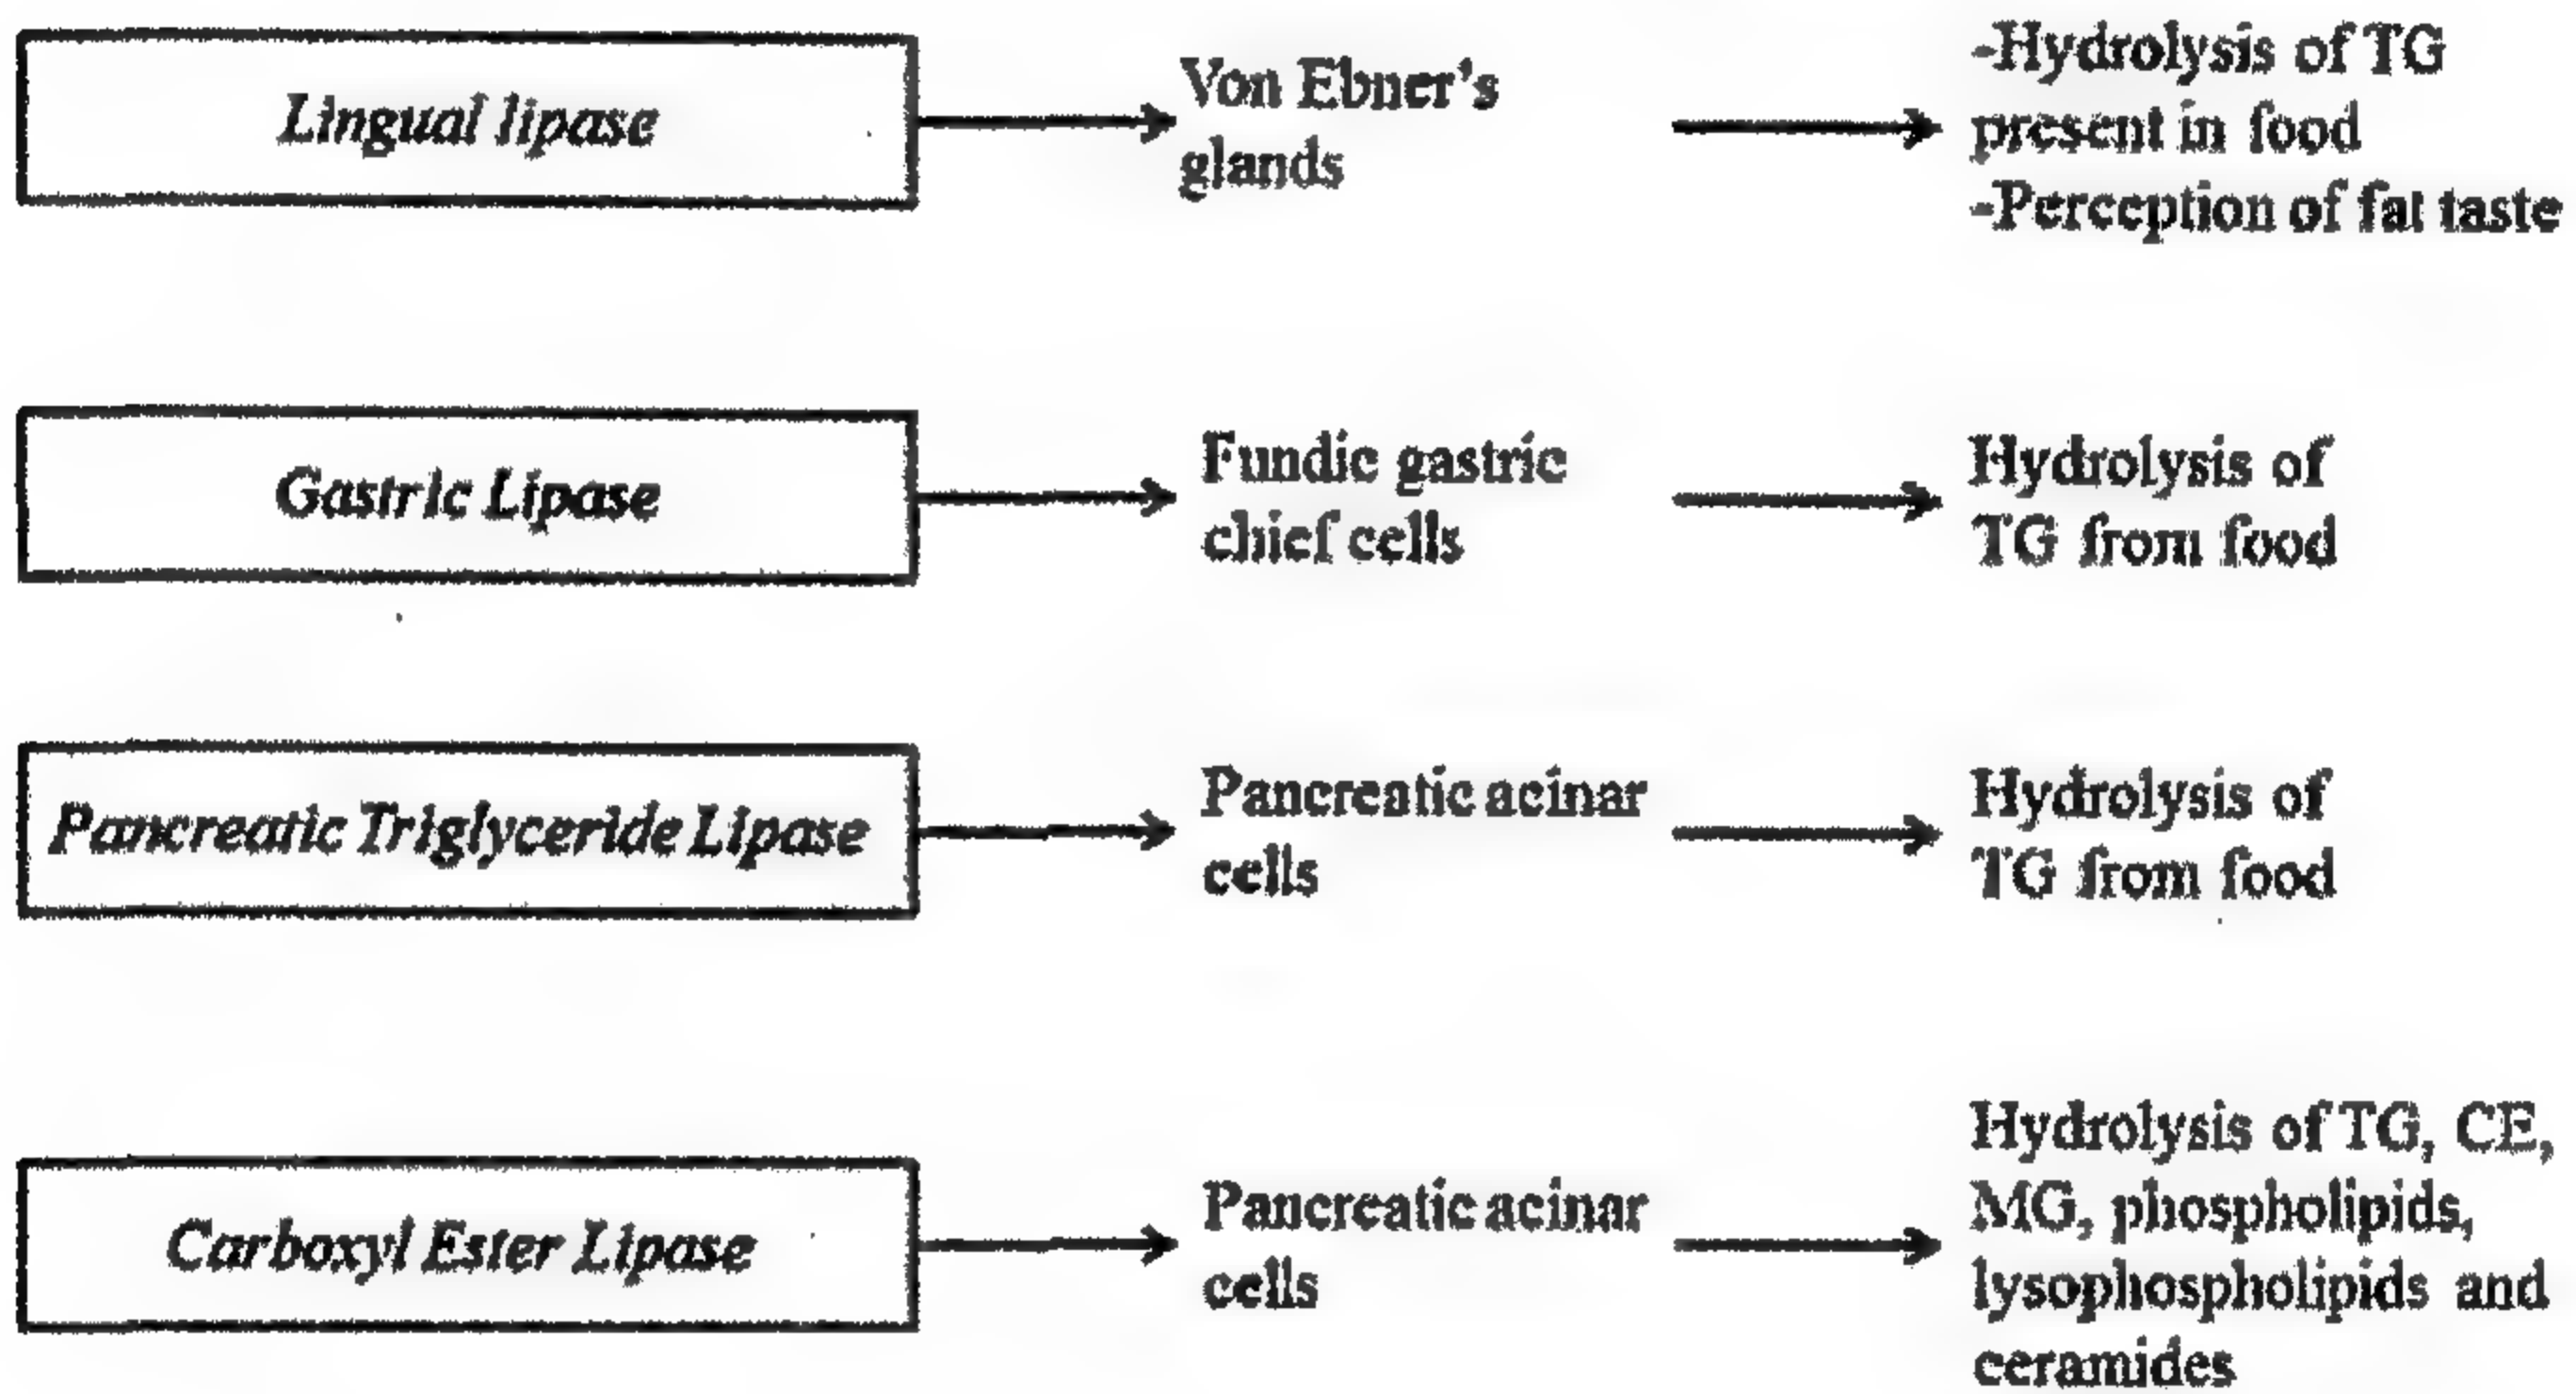 Lingual lipase
Von Ebner's
glands
-Hydrolysis of TG
present in food
-Perception of fat taste
Gastric Lipase
Fundic gastric
chief cells
Hydrolysis of
TG from food
Pancreatic Triglyceride Lipase
Pancreatic acinar
cells
Hydrolysis of
TG from food
Carboxyl Ester Lipase
Pancreatic acinar
cells
Hydrolysis of TG, CE,
MG, phospholipids,
lysophospholipids and
ceramides